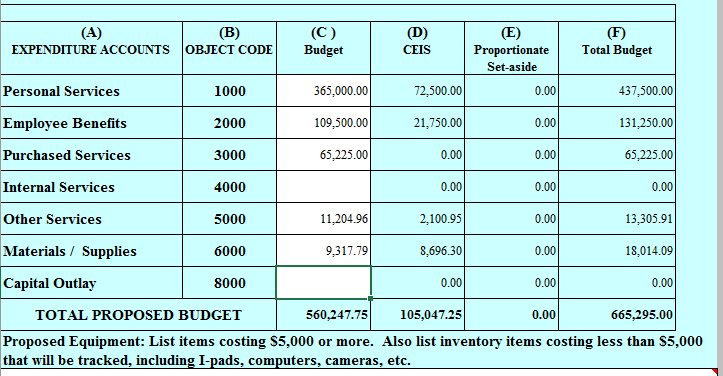 (A) (B) (C ) (D) (E) (F)
EXPENDITURE ACCOUNTS OBJECT CODE Budget CEIS Proportionate Total Budget
Set-aside
Personal Services 1000 365,000.00 72,500.00 0.00 437,500.00
Employee Benefits 2000 109,500.00 21,750.00 0.00 131,250.00
Purchased Services 3000 65,225.00 0.00 0.00 65,225.00
Internal Services 4000 0.00 0.00 0.00
Other Services 5000 11,204.96 2,100.95 0.00 13,305.91
Materials / Supplies 6000 9,317.79 8,696.30 0.00 18,014.09
Capital Outlay 8000 0.00 0.00 0.00
TOTAL PROPOSED BUDGET 560,247.75 105,047.25 0.00 665,295.00
Proposed Equipment: List items costing $5,000 or more. Also list inventory items costing less than $5,000
that will be tracked, including I-pads, computers, cameras, etc.